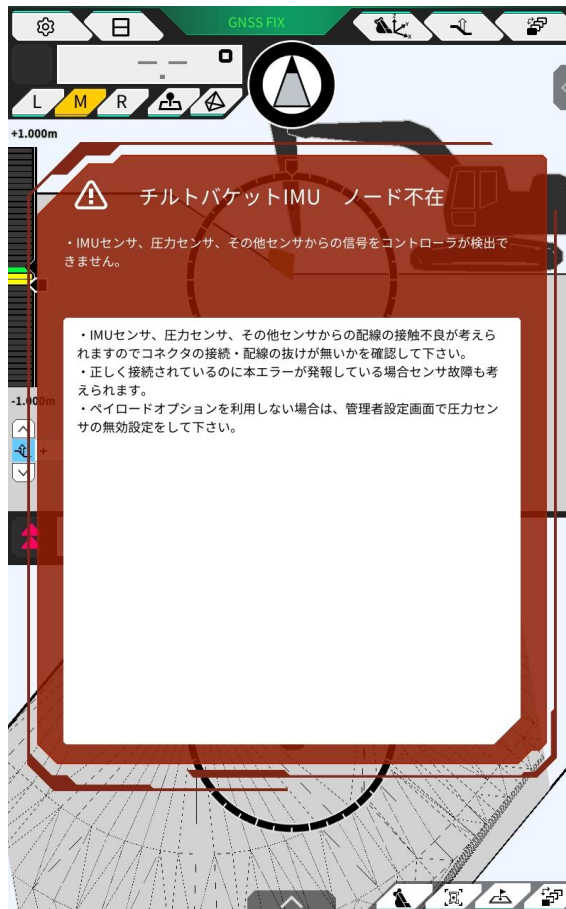 GNSS FIX
L M R
+1.000m
チルトバケットIMU ノード不在
・IMUセンサ、圧力センサ、その他センサからの信号をコントローラが検出で
きません。
・IMUセンサ、圧力センサ、その他センサからの配線の接触不良が考えら
れますのでコネクタの接続・配線の抜けが無いかを確認して下さい。
・正しく接続されているのに本エラーが発報している場合センサ故障も考
えられます。
-1.000m
・ペイロードオプションを利用しない場合は、管理者設定画面で圧力セン
サの無効設定をして下さい。